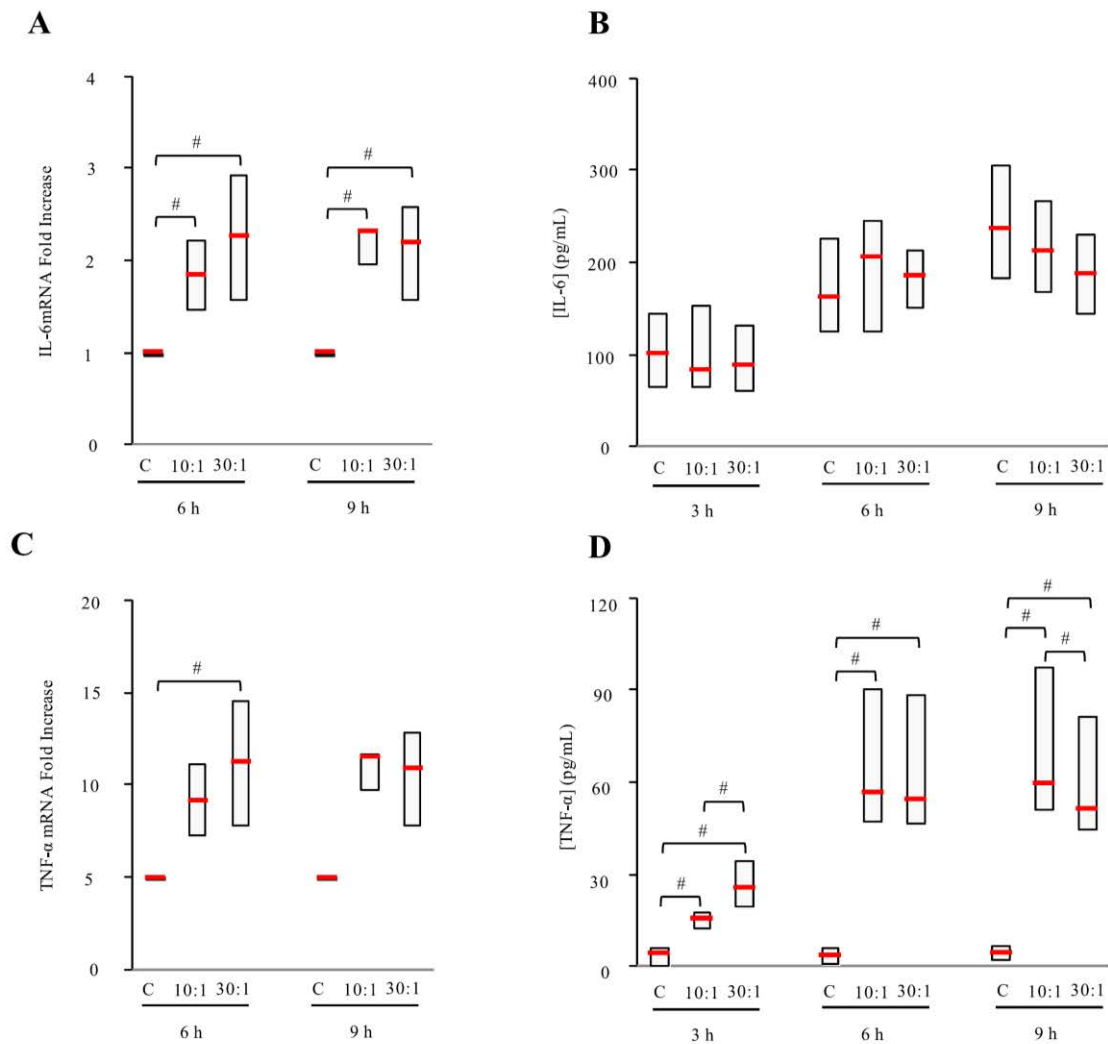 A
IL-6mRNA Fold Increase
4
3
2
1
0
#
#
#
#
C 10:1 30:1 C 10:1 30:1
6 h 9 h
B
[IL-6] (pg/mL)
400
300
200
100
0
C 10:1 30:1 C 10:1 30:1 C 10:1 30:1
3 h 6 h 9 h
C
TNF-α mRNA Fold Increase
20
15
10
5
0
#
C 10:1 30:1 C 10:1 30:1
6 h 9 h
D
[TNF-α] (pg/mL)
120
90
60
30
0
#
#
#
#
#
#
#
#
C 10:1 30:1 C 10:1 30:1 C 10:1 30:1
3 h 6 h 9 h